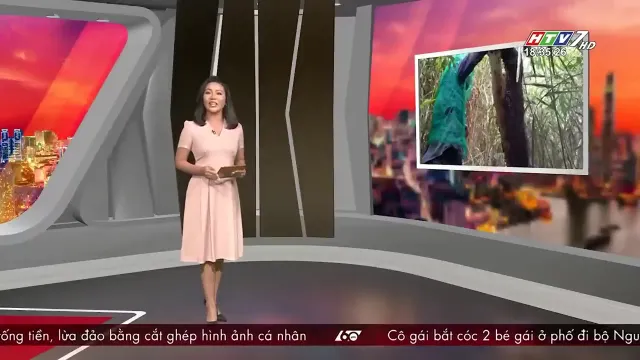 HTV7 HD
18:35:26
ống tiền, lừa đảo bằng cắt ghép hình ảnh cá nhân
60
Cô gái bắt cóc 2 bé gái ở phố đi bộ Ngu